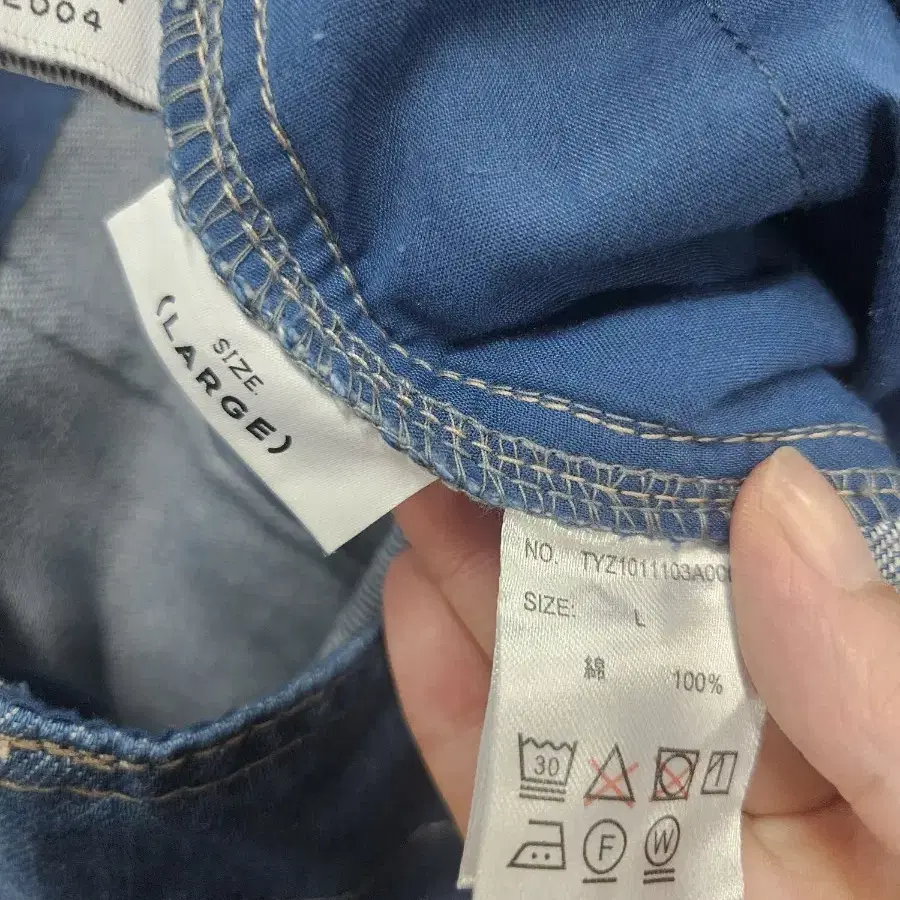 2004
SIZE.
(LARGE)
NO. TYZ1011103A00
SIZE: L
綿 100%
30
F
W